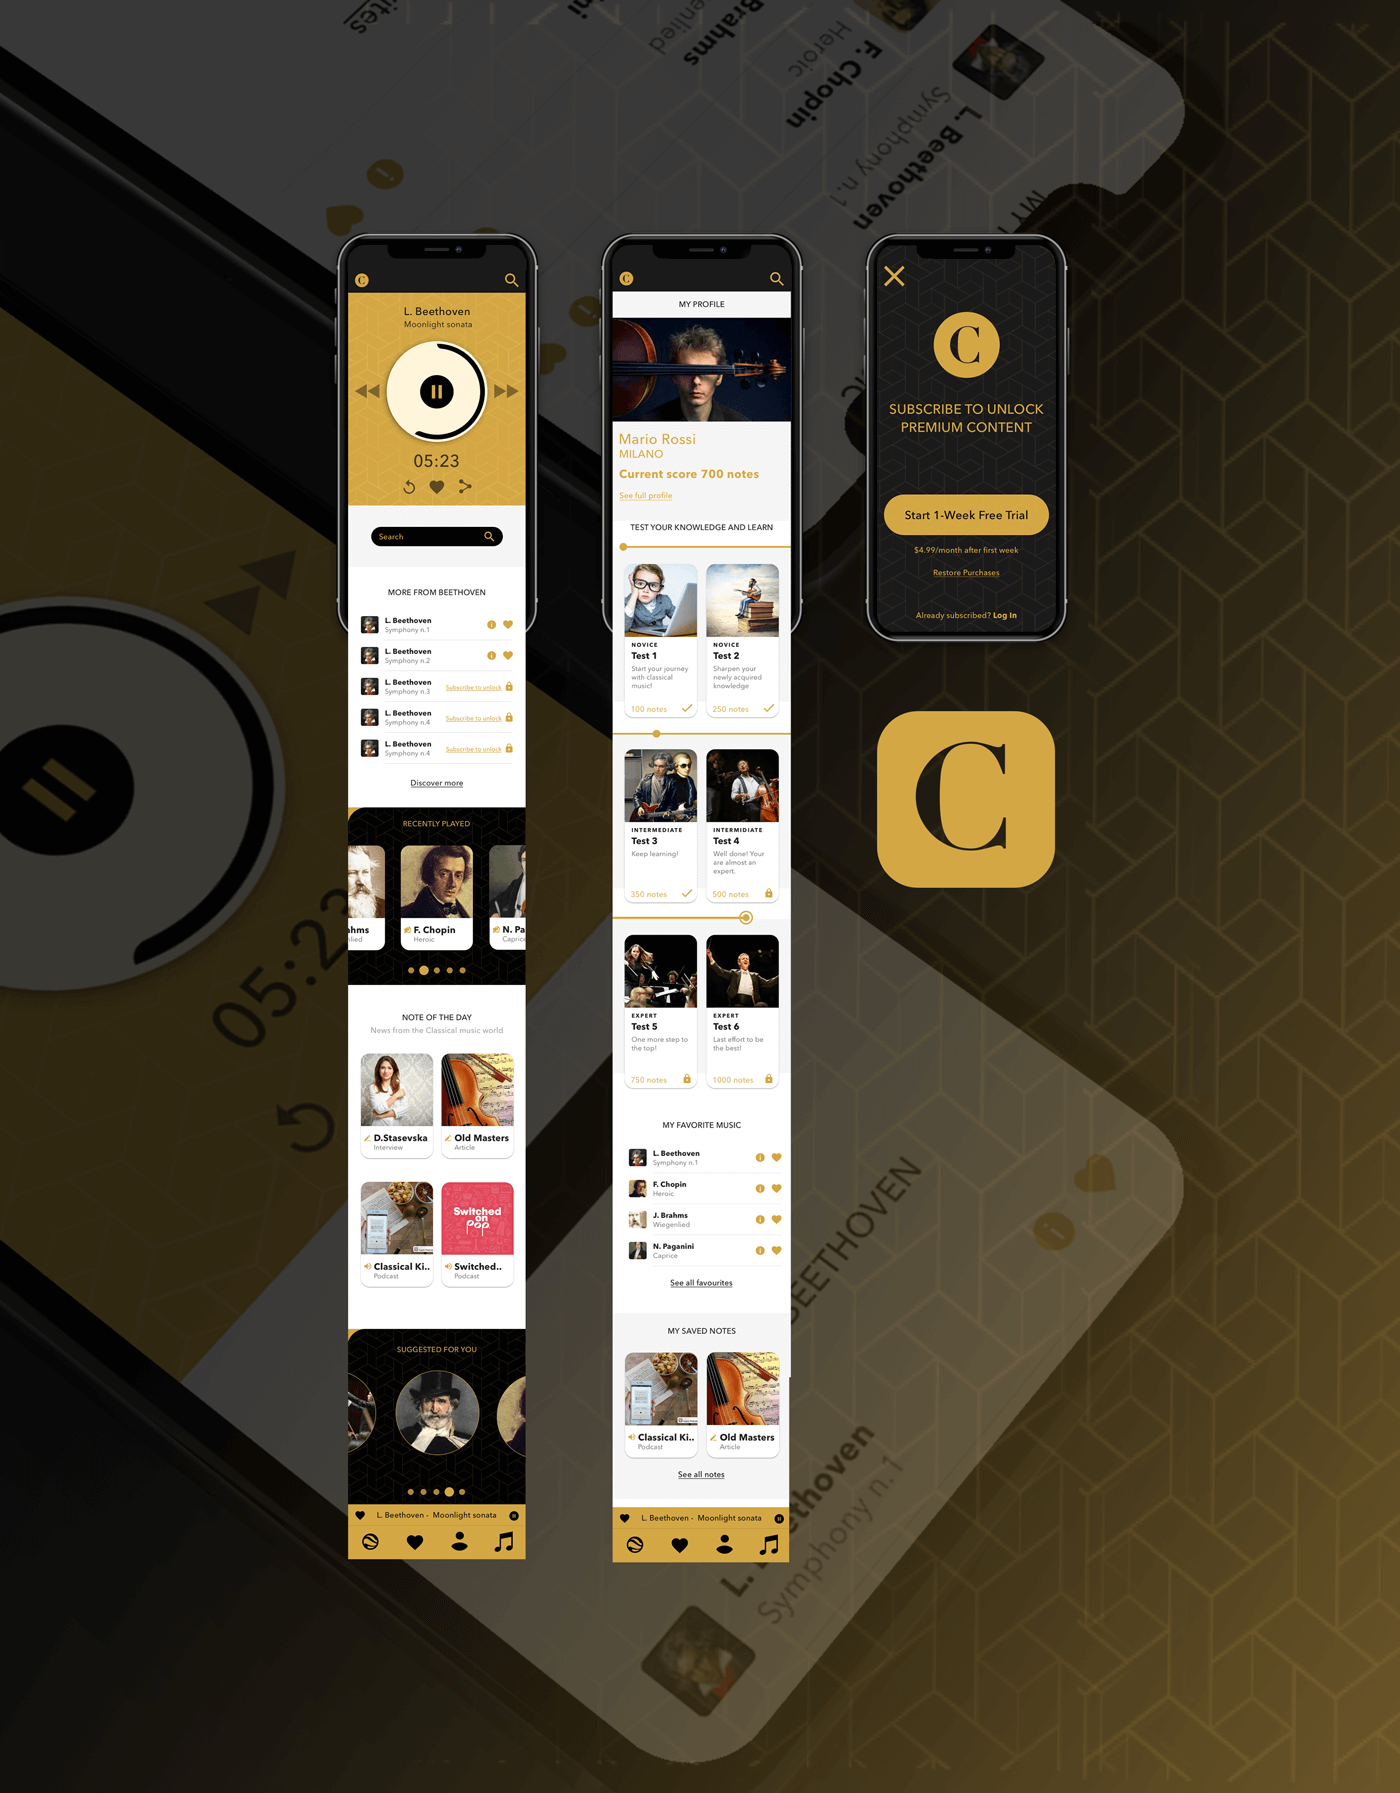 ites
enlied
Brahms
Heroic
F. Chopin
Symphony n.1
L. Beethoven
MY
C
L. Beethoven
Moonlight sonata
05:23
Search
MORE FROM BEETHOVEN
L. Beethoven
Symphony n.1
L. Beethoven
Symphony n.2
L. Beethoven
Symphony n.3
Subscribe to unlock
L. Beethoven
Symphony n.4
Subscribe to unlock
L. Beethoven
Symphony n.4
Subscribe to unlock
Discover more
RECENTLY PLAYED
ahms
lied
F. Chopin
Heroic
N. Pa
Capric
NOTE OF THE DAY
News from the Classical music world
D.Stasevska
Interview
Old Masters
Article
Switched
on
pop
Classical Ki..
Podcast
Switched..
Podcast
SUGGESTED FOR YOU
L. Beethoven - Moonlight sonata
C
MY PROFILE
Mario Rossi
MILANO
Current score 700 notes
See full profile
TEST YOUR KNOWLEDGE AND LEARN
NOVICE
Test 1
Start your journey
with classical
music!
100 notes
NOVICE
Test 2
Sharpen your
newly acquired
knowledge
250 notes
INTERMEDIATE
Test 3
Keep learning!
350 notes
INTERMIDIATE
Test 4
Well done! Your
are almost an
expert.
500 notes
EXPERT
Test 5
One more step to
the top!
750 notes
EXPERT
Test 6
Last effort to be
the best!
1000 notes
MY FAVORITE MUSIC
L. Beethoven
Symphony n.1
F. Chopin
Heroic
J. Brahms
Wiegenlied
N. Paganini
Caprice
See all favourites
MY SAVED NOTES
Classical Ki..
Podcast
Old Masters
Article
See all notes
L. Beethoven - Moonlight sonata
C
SUBSCRIBE TO UNLOCK
PREMIUM CONTENT
Start 1-Week Free Trial
$4.99/month after first week
Restore Purchases
Already subscribed? Log In
C
05:23
BEETHOVEN
L. Beethoven
Symphony n.1